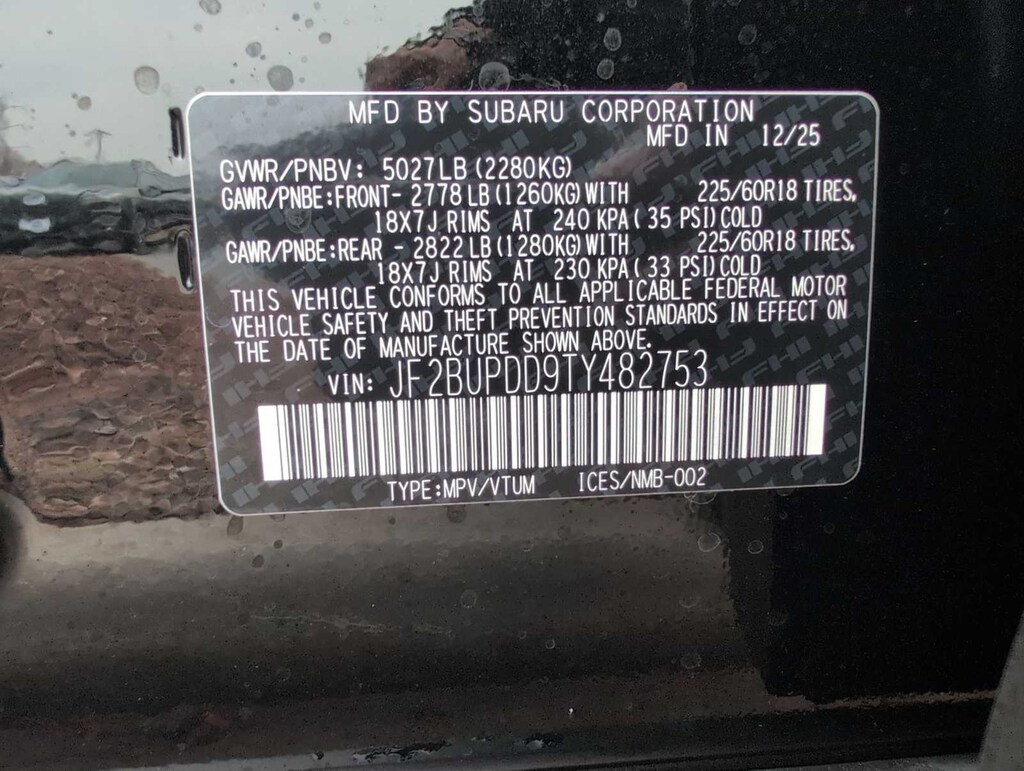 MFD BY SUBARU CORPORATION
MFD IN 12/25
GVWR/PNBV: 5027LB (2280KG)
GAWR/PNBE:FRONT- 2778 LB (1260KG) WITH 225/60R18 TIRES,
18X7J RIMS AT 240 KPA ( 35 PSI) COLD
GAWR/PNBE:REAR - 2822 LB (1280KG) WITH 225/60R18 TIRES,
18X7J RIMS AT 230 KPA ( 33 PSI) COLD
THIS VEHICLE CONFORMS TO ALL APPLICABLE FEDERAL MOTOR
VEHICLE SAFETY AND THEFT PREVENTION STANDARDS IN EFFECT ON
THE DATE OF MANUFACTURE SHOWN ABOVE.
VIN: JF2BUPDD9TY482753
TYPE:MPV/VTUM ICES/NMB-002